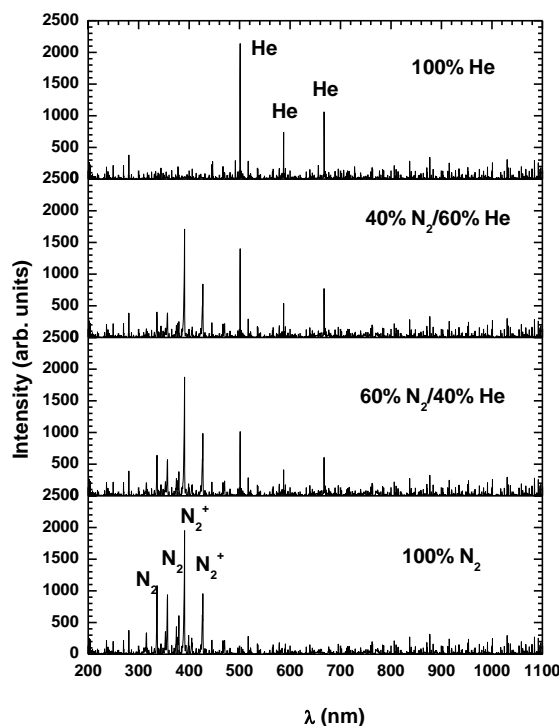 2500
2000
1500
1000
500
2500
2000
1500
1000
500
2500
2000
1500
1000
500
2500
2000
1500
1000
500
0
Intensity (arb. units)
He
He
He
100% He
40% N₂/60% He
60% N₂/40% He
N₂⁺
N₂
N₂
N₂⁺
100% N₂
200 300 400 500 600 700 800 900 1000 1100
λ (nm)